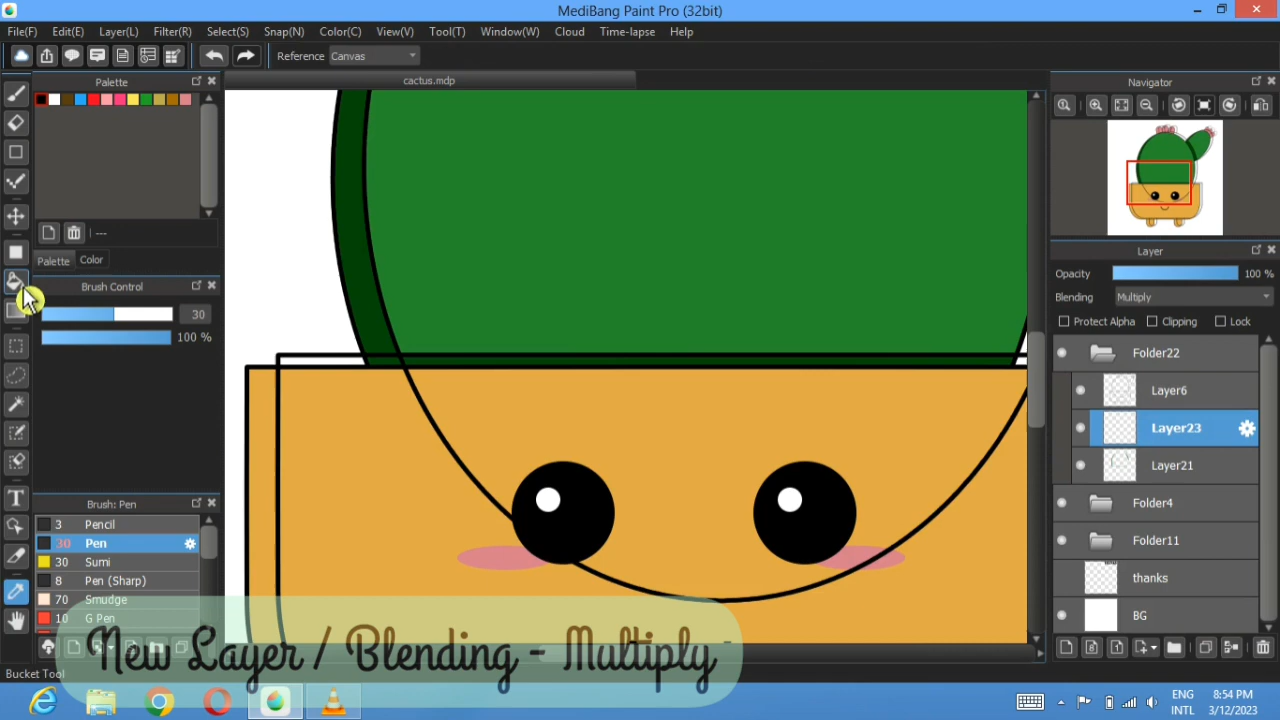 MediBang Paint Pro (32bit)
File(F) Edit(E) Layer(L) Filter(R) Select(S) Snap(N) Color(C) View(V) Tool(T) Window(W) Cloud Time-lapse Help
Reference Canvas
Palette
cactus.mdp
Navigator
---
Palette Color
Brush Control
30
100 %
Layer
Opacity 100 %
Blending Multiply
Protect Alpha Clipping Lock
Folder22
Layer6
Layer23
Layer21
Folder4
Folder11
thanks
BG
Brush: Pen
3 Pencil
30 Pen
30 Sumi
8 Pen (Sharp)
70 Smudge
10 G Pen
New Layer / Blending - Multiply
Bucket Tool
ENG
INTL
8:54 PM
3/12/2023